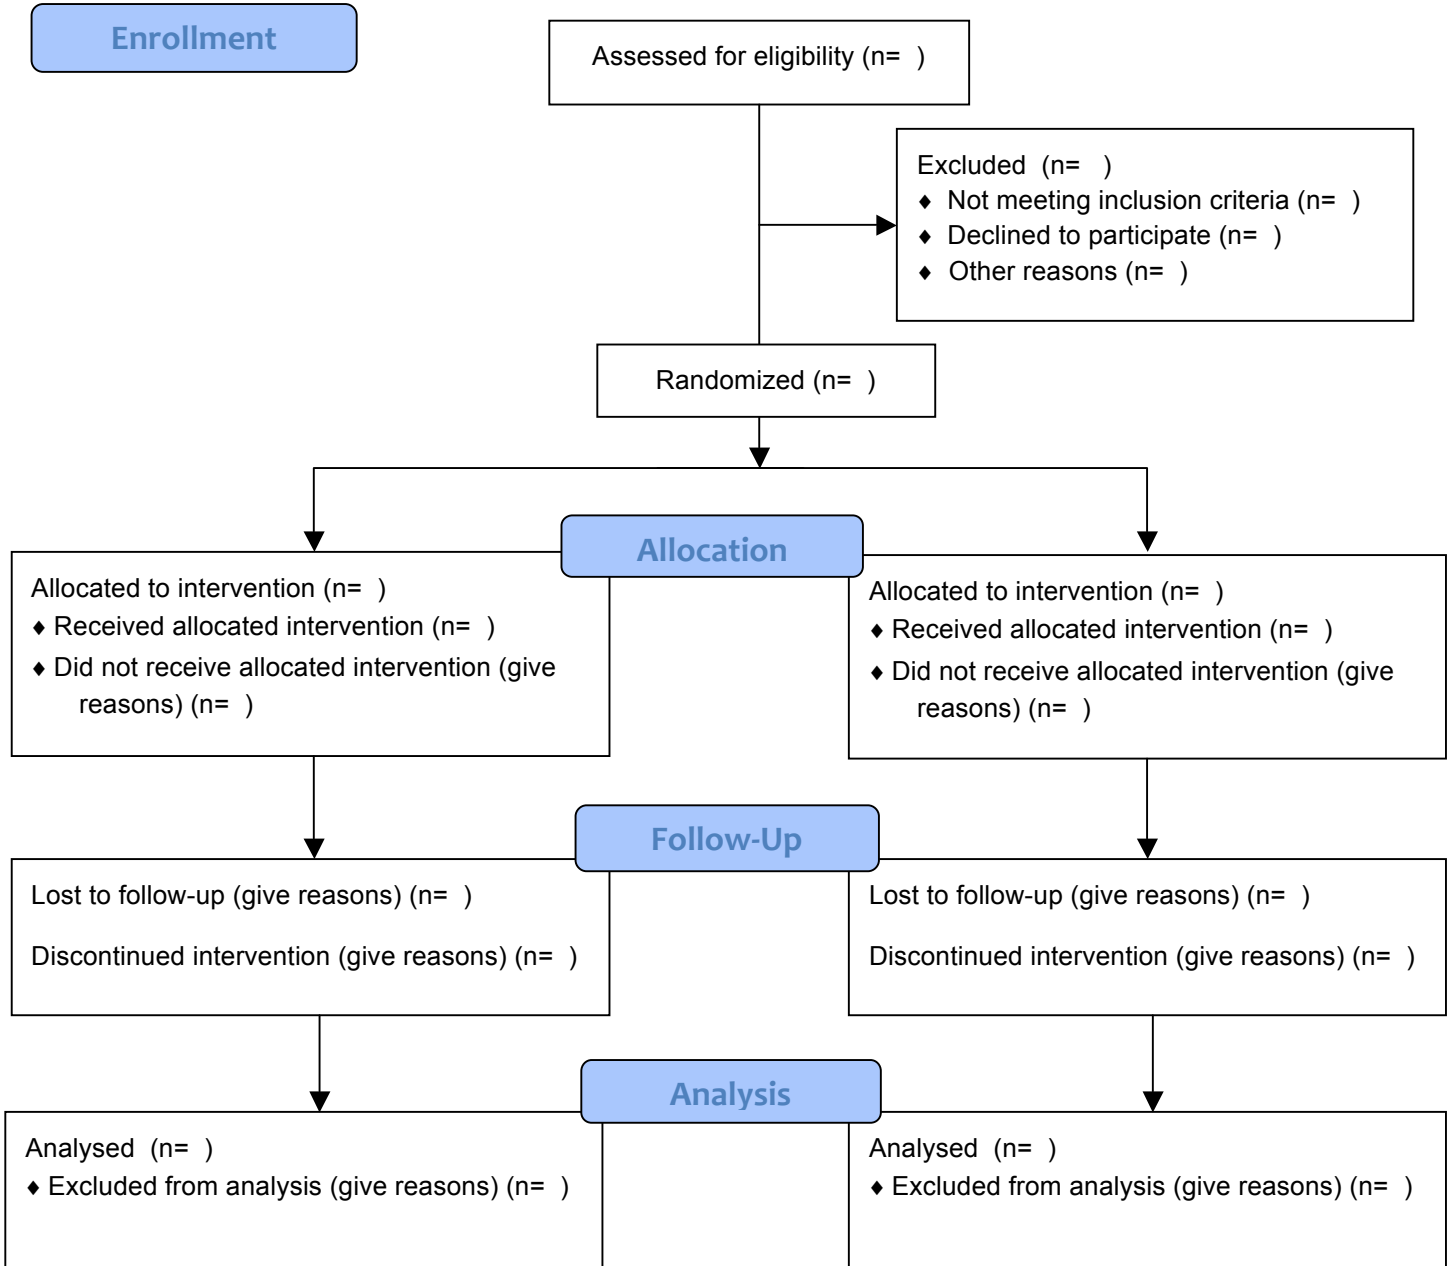 Enrollment
Assessed for eligibility (n=  )
Excluded  (n=   )
♦ Not meeting inclusion criteria (n=  )
♦ Declined to participate (n=  )
♦ Other reasons (n=  )
Randomized (n=  )
Allocation
Allocated to intervention (n=  )
♦ Received allocated intervention (n=  )
♦ Did not receive allocated intervention (give
reasons) (n=  )
Allocated to intervention (n=  )
♦ Received allocated intervention (n=  )
♦ Did not receive allocated intervention (give
reasons) (n=  )
Follow-Up
Lost to follow-up (give reasons) (n=  )
Discontinued intervention (give reasons) (n=  )
Lost to follow-up (give reasons) (n=  )
Discontinued intervention (give reasons) (n=  )
Analysis
Analysed  (n=  )
♦ Excluded from analysis (give reasons) (n=  )
Analysed  (n=  )
♦ Excluded from analysis (give reasons) (n=  )